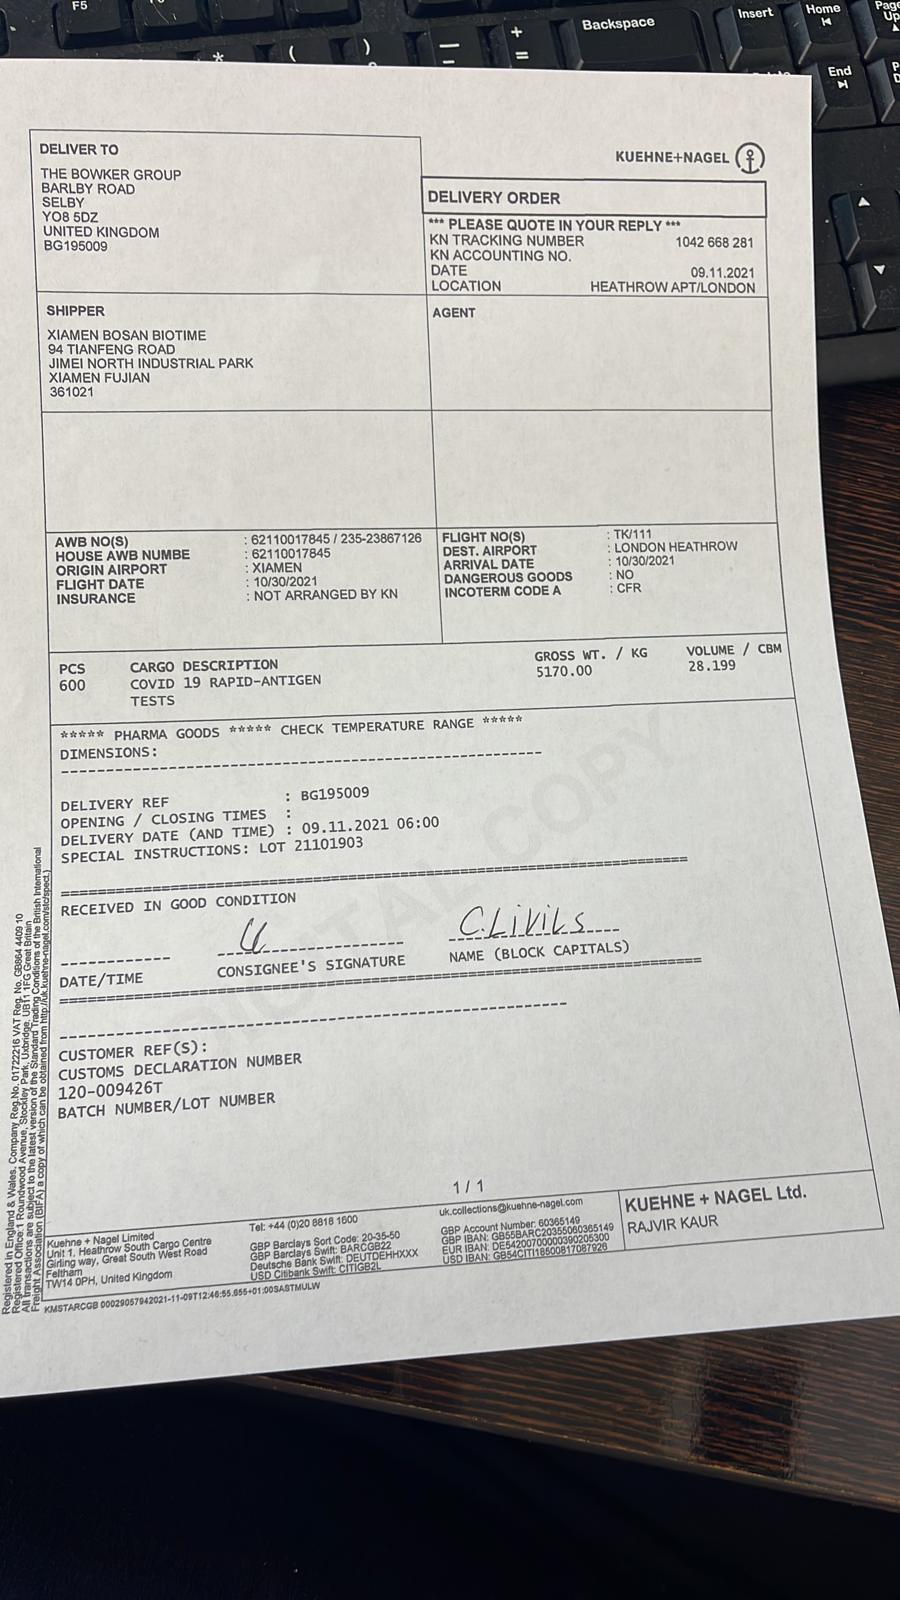 F5
Backspace
Insert
Home
Page
Up
End
*
(
)
+
=
DELIVER TO
THE BOWKER GROUP
BARLBY ROAD
SELBY
YO8 5DZ
UNITED KINGDOM
BG195009
KUEHNE+NAGEL
DELIVERY ORDER
*** PLEASE QUOTE IN YOUR REPLY ***
KN TRACKING NUMBER 1042 668 281
KN ACCOUNTING NO.
DATE 09.11.2021
LOCATION HEATHROW APT/LONDON
SHIPPER
XIAMEN BOSAN BIOTIME
94 TIANFENG ROAD
JIMEI NORTH INDUSTRIAL PARK
XIAMEN FUJIAN
361021
AGENT
AWB NO(S) : 62110017845 / 235-23867126
HOUSE AWB NUMBE : 62110017845
ORIGIN AIRPORT : XIAMEN
FLIGHT DATE : 10/30/2021
INSURANCE : NOT ARRANGED BY KN
FLIGHT NO(S) : TK/111
DEST. AIRPORT : LONDON HEATHROW
ARRIVAL DATE : 10/30/2021
DANGEROUS GOODS : NO
INCOTERM CODE A : CFR
PCS CARGO DESCRIPTION GROSS WT. / KG VOLUME / CBM
600 COVID 19 RAPID-ANTIGEN 5170.00 28.199
TESTS
***** PHARMA GOODS ***** CHECK TEMPERATURE RANGE *****
DIMENSIONS:
DELIVERY REF : BG195009
OPENING / CLOSING TIMES :
DELIVERY DATE (AND TIME) : 09.11.2021 06:00
SPECIAL INSTRUCTIONS: LOT 21101903
DIGITAL COPY
RECEIVED IN GOOD CONDITION
C.LiViLs
DATE/TIME CONSIGNEE'S SIGNATURE NAME (BLOCK CAPITALS)
CUSTOMER REF(S):
CUSTOMS DECLARATION NUMBER
120-009426T
BATCH NUMBER/LOT NUMBER
1 / 1
Registered in England & Wales, Company Reg.No. 01722216 VAT Reg. No. GB864 4409 10
Registered Office:1 Roundwood Avenue, Stockley Park, Uxbridge, UB11 1FG Great Britain
All transactions are subject to the latest version of the Standard Trading Conditions of the British International
Freight Association (BIFA) a copy of which can be obtained from http://uk.kuehne-nagel.com/stc/spect.)
Kuehne + Nagel Limited
Unit 1, Heathrow South Cargo Centre
Girling way, Great South West Road
Feltham
TW14 0PH, United Kingdom
Tel: +44 (0)20 8818 1600
GBP Barclays Sort Code: 20-35-50
GBP Barclays Swift: BARCGB22
Deutsche Bank Swift: DEUTDEHHXXX
USD Citibank Swift: CITIGB2L
uk.collections@kuehne-nagel.com
GBP Account Number: 60365149
GBP IBAN: GB55BARC20355060365149
EUR IBAN: DE54200700000390205300
USD IBAN: GB54CITI18500817087926
KUEHNE + NAGEL Ltd.
RAJVIR KAUR
KMSTARCGB 00029057942021-11-09T12:46:55.655+01:00SASTMULW